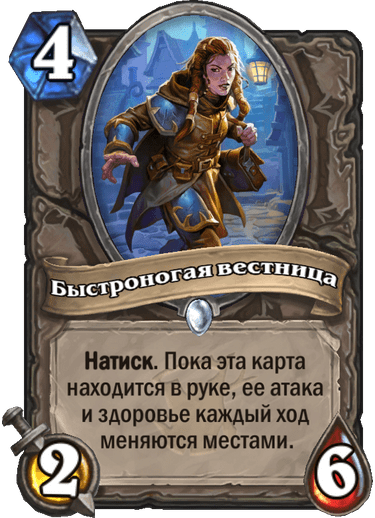 4
Быстроногая вестница
Натиск. Пока эта карта
находится в руке, ее атака
и здоровье каждый ход
меняются местами.
2
6